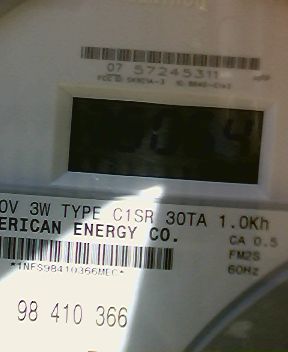 07 57245311
0V 3W TYPE C1SR 30TA 1.0Kh
ERICAN ENERGY CO.
CA 0.5
FM2S
60Hz
*1NFS98410366MEC*
98 410 366